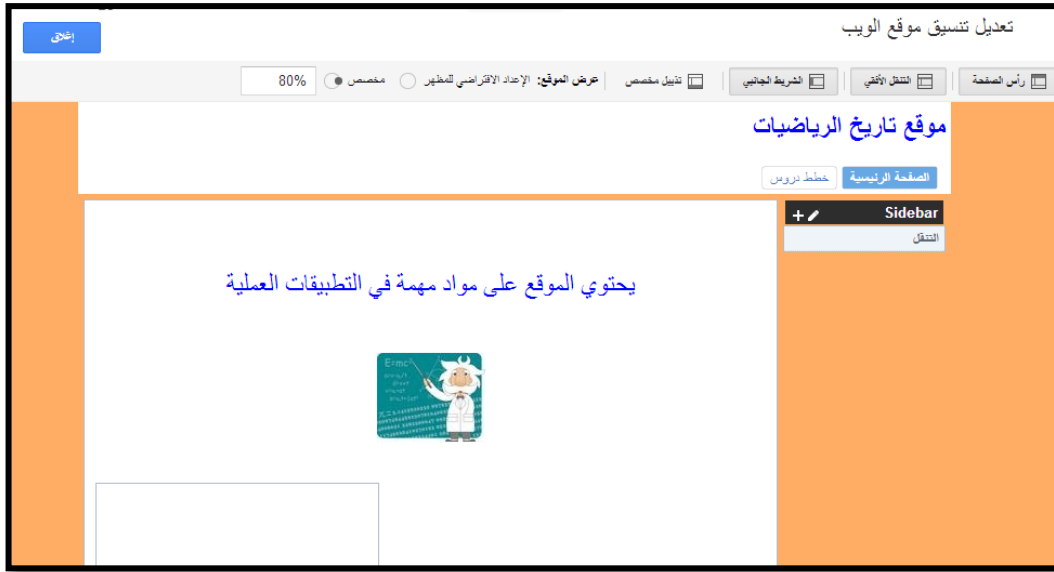 تعديل تنسيق موقع الويب
إغلاق
رأس الصفحة التنقل الأفقي الشريط الجانبي تذييل مخصص عرض الموقع: الإعداد الافتراضي للمظهر مخصص 80%
موقع تاريخ الرياضيات
الصفحة الرئيسية خطط دروس
Sidebar
التنقل
يحتوي الموقع على مواد مهمة في التطبيقات العملية
E=mc²